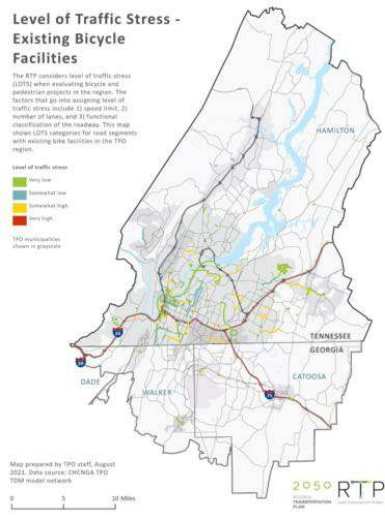 Level of Traffic Stress -
Existing Bicycle
Facilities
The RTP considers level of traffic stress
(LOTS) when evaluating bicycle and
pedestrian projects in the region. The
factors that go into assigning level of
traffic stress include 1) speed limit, 2)
number of lanes, and 3) functional
classification of the roadway. This map
shows LOTS categories for road segments
with existing bike facilities in the TPO
region.
Level of traffic stress
Very low
Somewhat low
Somewhat high
Very high
TPO municipalities
shown in grayscale
HAMILTON
TENNESSEE
GEORGIA
DADE
WALKER
CATOOSA
24
75
Map prepared by TPO staff, August
2021. Data source: CHCNGA TPO
TDM model network.
0 5 10 Miles
2050 RTP
REGIONAL
TRANSPORTATION
PLAN